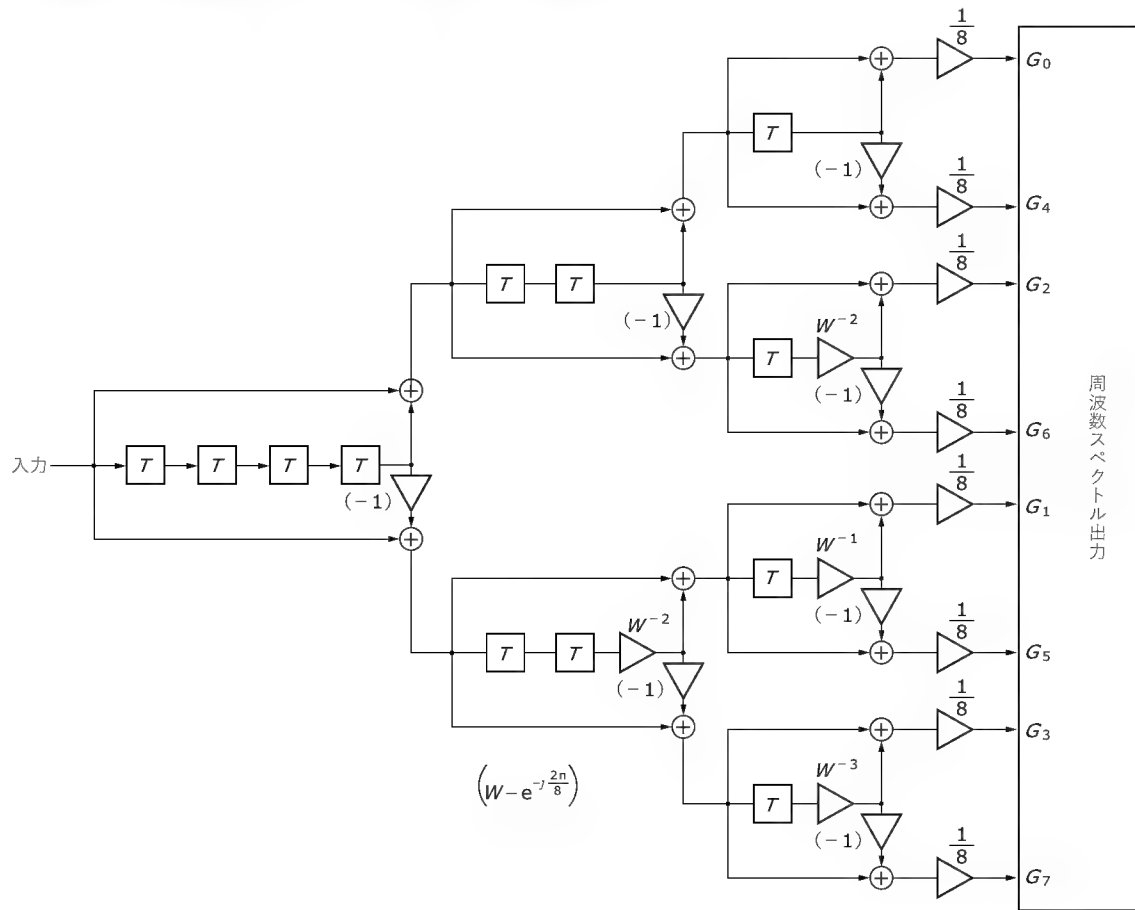 1/8
G₀
T
(−1)
1/8
G₄
T
T
(−1)
1/8
G₂
T
W⁻²
(−1)
1/8
G₆
入力
T
T
T
T
(−1)
1/8
G₁
T
W⁻¹
(−1)
1/8
G₅
T
T
W⁻²
(−1)
1/8
G₃
T
W⁻³
(−1)
1/8
G₇
(W−e^{-j 2π/8})
周波数スペクトル出力